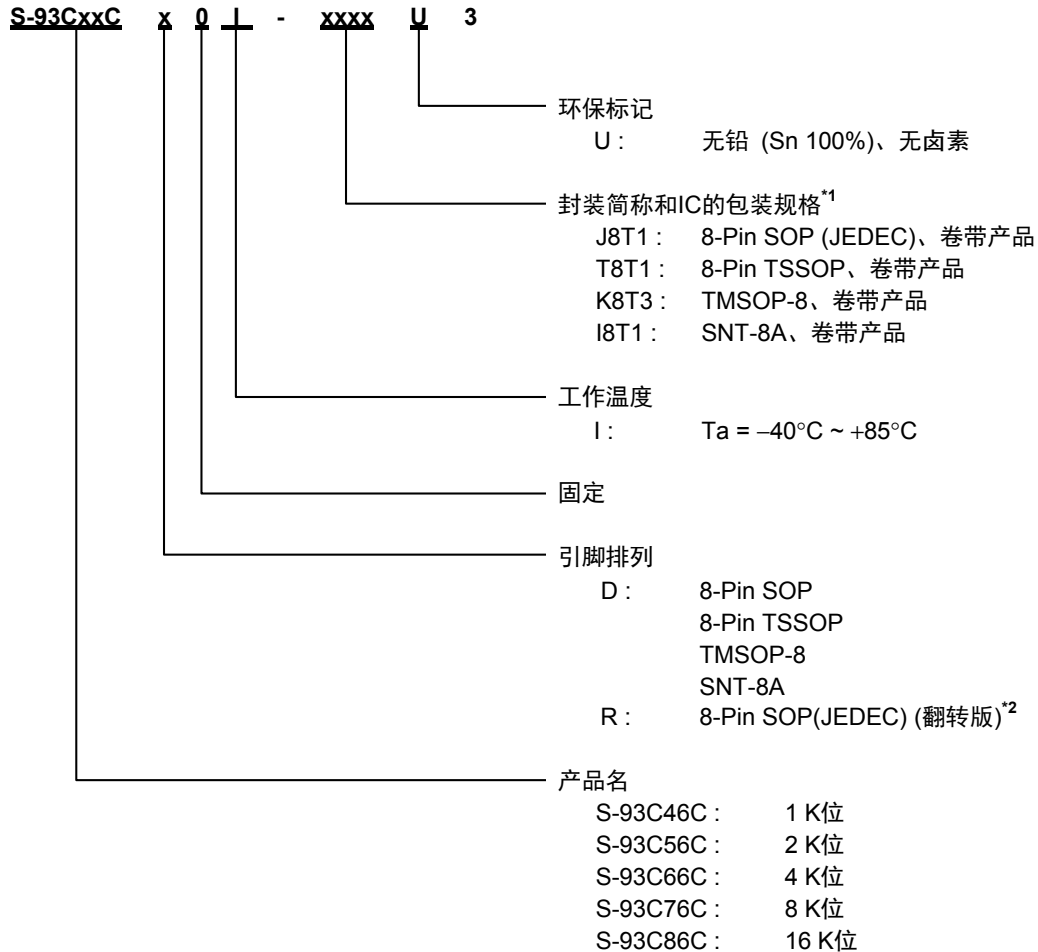 S-93CxxC x 0 I - xxxx U 3
环保标记
U : 无铅 (Sn 100%)、无卤素
封装简称和IC的包装规格*1
J8T1 : 8-Pin SOP (JEDEC)、卷带产品
T8T1 : 8-Pin TSSOP、卷带产品
K8T3 : TMSOP-8、卷带产品
I8T1 : SNT-8A、卷带产品
工作温度
I : Ta = −40°C ~ +85°C
固定
引脚排列
D : 8-Pin SOP
8-Pin TSSOP
TMSOP-8
SNT-8A
R : 8-Pin SOP(JEDEC) (翻转版)*2
产品名
S-93C46C : 1 K位
S-93C56C : 2 K位
S-93C66C : 4 K位
S-93C76C : 8 K位
S-93C86C : 16 K位